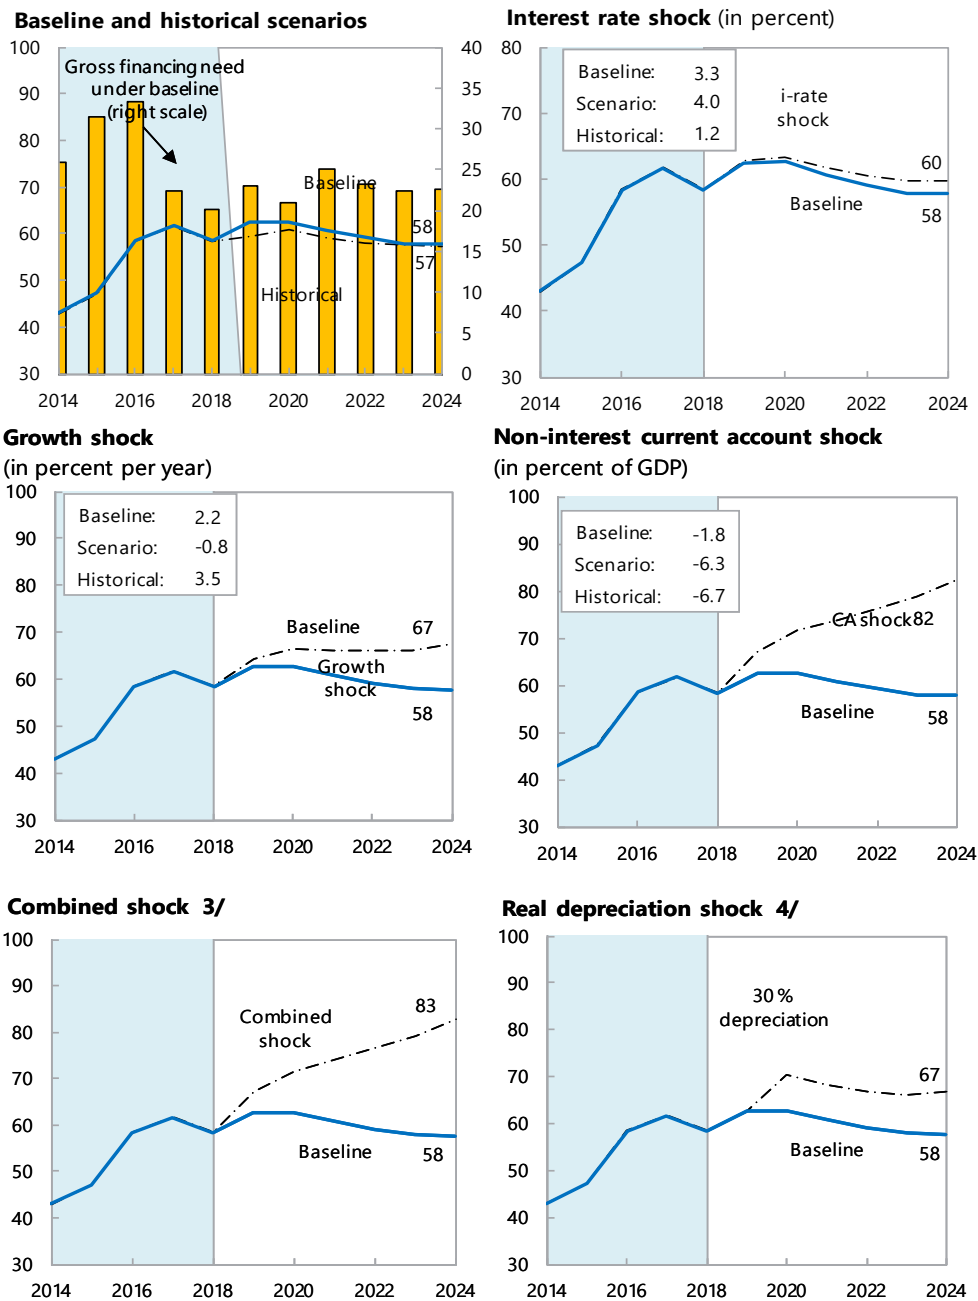 Baseline and historical scenarios
100
90
80
70
60
50
40
30
40
35
30
25
20
15
10
5
0
Gross financing need
under baseline
(right scale)
Baseline
58
57
Historical
2014 2016 2018 2020 2022 2024
Interest rate shock (in percent)
80
70
60
50
40
30
Baseline: 3.3
Scenario: 4.0
Historical: 1.2
i-rate
shock
60
Baseline
58
2014 2016 2018 2020 2022 2024
Growth shock
(in percent per year)
100
90
80
70
60
50
40
30
Baseline: 2.2
Scenario: -0.8
Historical: 3.5
Baseline 67
Growth
shock
58
2014 2016 2018 2020 2022 2024
Non-interest current account shock
(in percent of GDP)
100
90
80
70
60
50
40
30
Baseline: -1.8
Scenario: -6.3
Historical: -6.7
CA shock 82
Baseline 58
2014 2016 2018 2020 2022 2024
Combined shock 3/
100
90
80
70
60
50
40
30
83
Combined
shock
Baseline 58
2014 2016 2018 2020 2022 2024
Real depreciation shock 4/
100
90
80
70
60
50
40
30
30 %
depreciation
67
Baseline 58
2014 2016 2018 2020 2022 2024